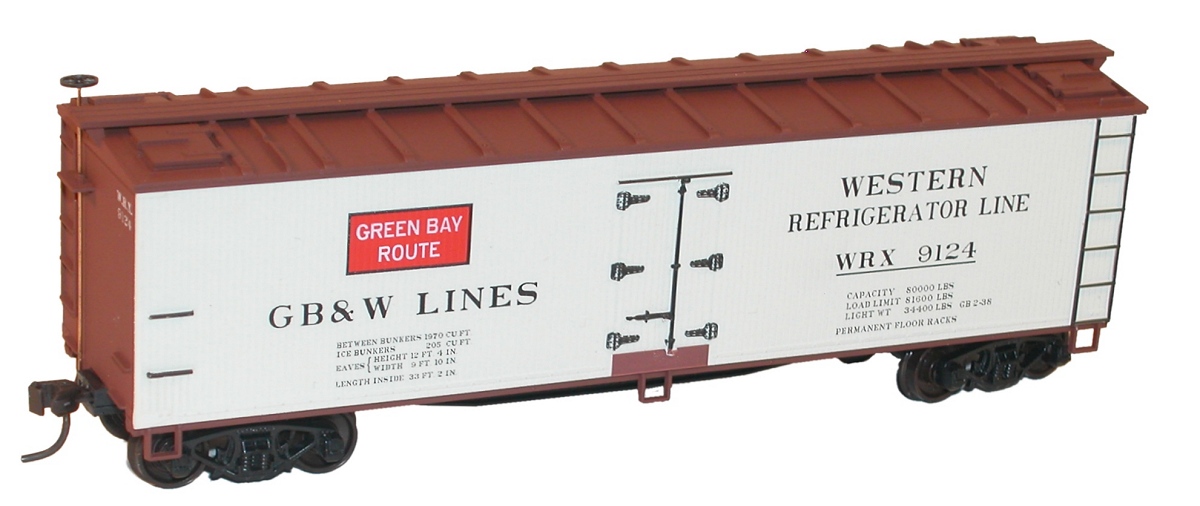 W.R.X.
9124
GREEN BAY
ROUTE
GB&W LINES
BETWEEN BUNKERS 1970 CU FT
ICE BUNKERS 205 CU FT
EAVES { HEIGHT 12 FT 4 IN
WIDTH 9 FT 10 IN
LENGTH INSIDE 33 FT 2 IN
WESTERN
REFRIGERATOR LINE
WRX 9124
CAPACITY 80000 LBS
LOAD LIMIT 81600 LBS
LIGHT WT 34400 LBS GB 2-38
PERMANENT FLOOR RACKS